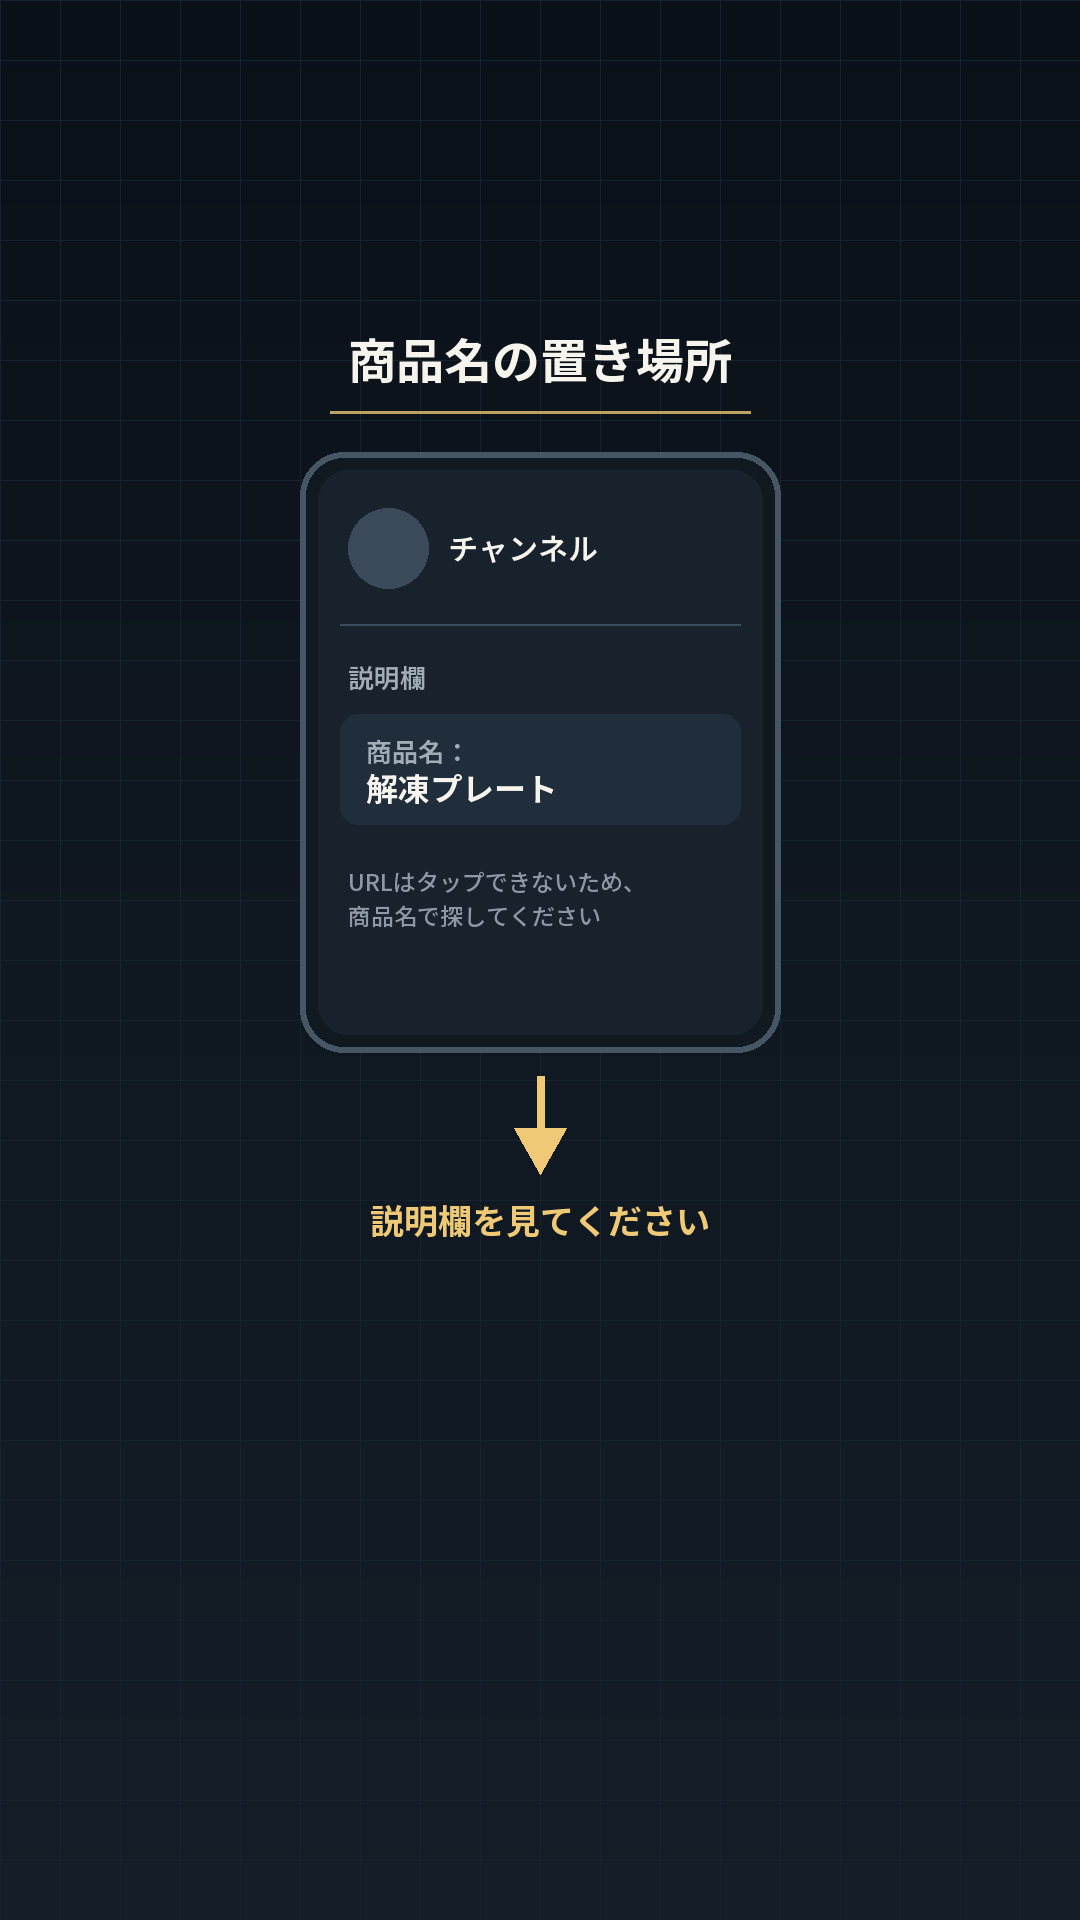 商品名の置き場所
チャンネル
説明欄
商品名：
解凍プレート
URLはタップできないため、
商品名で探してください
説明欄を見てください